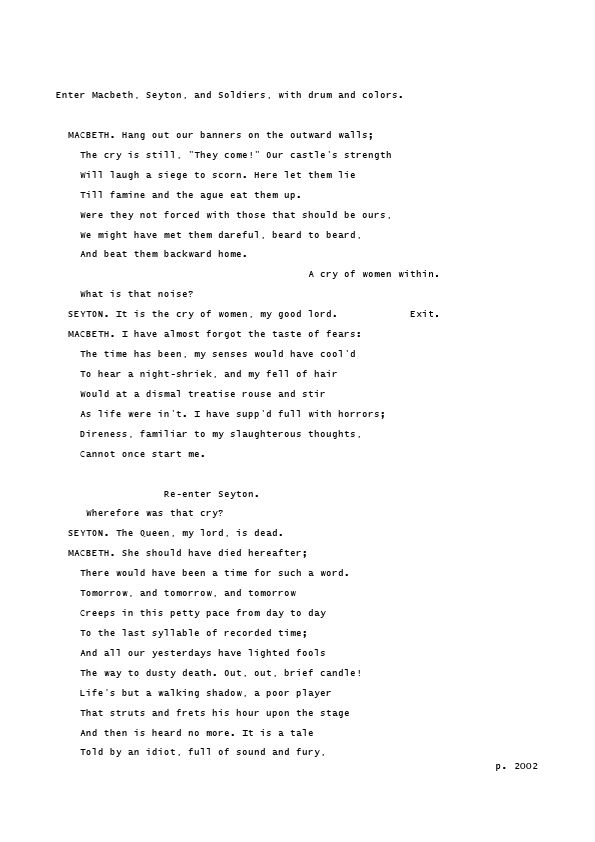 Enter Macbeth, Seyton, and Soldiers, with drum and colors.
MACBETH. Hang out our banners on the outward walls;
The cry is still, "They come!" Our castle's strength
Will laugh a siege to scorn. Here let them lie
Till famine and the ague eat them up.
Were they not forced with those that should be ours,
We might have met them dareful, beard to beard,
And beat them backward home.
A cry of women within.
What is that noise?
SEYTON. It is the cry of women, my good lord. Exit.
MACBETH. I have almost forgot the taste of fears:
The time has been, my senses would have cool'd
To hear a night-shriek, and my fell of hair
Would at a dismal treatise rouse and stir
As life were in't. I have supp'd full with horrors;
Direness, familiar to my slaughterous thoughts,
Cannot once start me.
Re-enter Seyton.
Wherefore was that cry?
SEYTON. The Queen, my lord, is dead.
MACBETH. She should have died hereafter;
There would have been a time for such a word.
Tomorrow, and tomorrow, and tomorrow
Creeps in this petty pace from day to day
To the last syllable of recorded time;
And all our yesterdays have lighted fools
The way to dusty death. Out, out, brief candle!
Life's but a walking shadow, a poor player
That struts and frets his hour upon the stage
And then is heard no more. It is a tale
Told by an idiot, full of sound and fury,
p. 2002